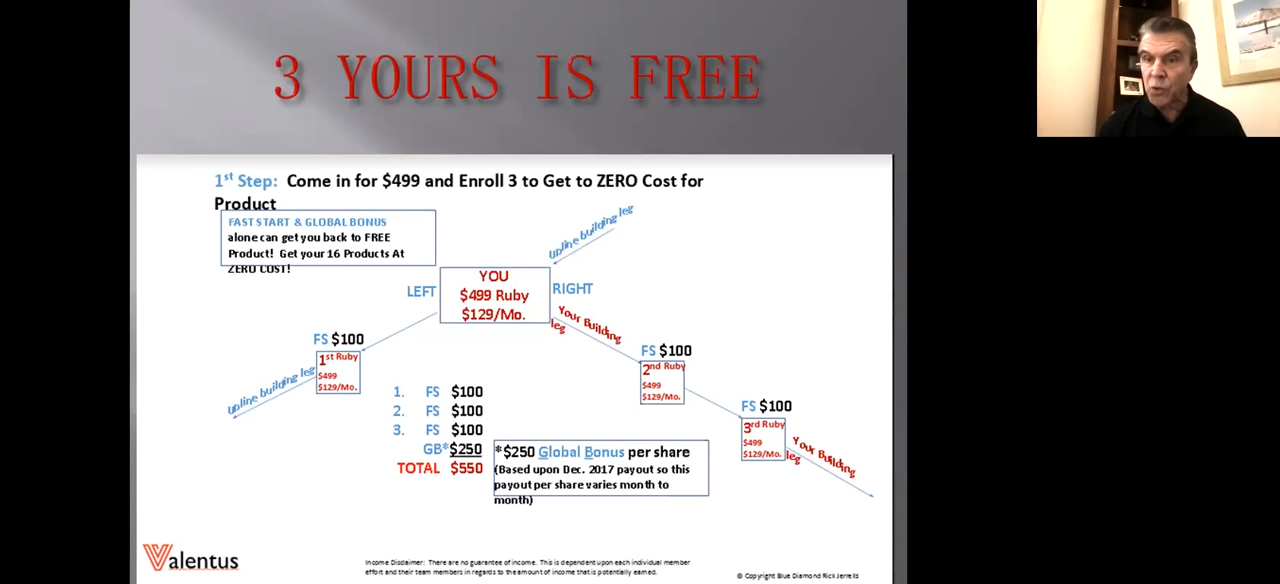 3 YOURS IS FREE
1st Step: Come in for $499 and Enroll 3 to Get to ZERO Cost for
Product
FAST START & GLOBAL BONUS
alone can get you back to FREE
Product! Get your 16 Products At
ZERO COST!
Upline building leg
YOU
$499 Ruby
$129/Mo.
LEFT
RIGHT
Your Building
leg
FS $100
1st Ruby
$499
$129/Mo.
Upline building leg
FS $100
2nd Ruby
$499
$129/Mo.
FS $100
3rd Ruby
$499
$129/Mo.
Your Building
leg
1. FS $100
2. FS $100
3. FS $100
GB*$250
TOTAL $550
*$250 Global Bonus per share
(Based upon Dec. 2017 payout so this
payout per share varies month to
month)
Valentus
Income Disclaimer: There are no guarantee of income. This is dependent upon each individual member
effort and their team members in regards to the amount of income that is potentially earned.
© Copyright Blue Diamond Rick Jerrells